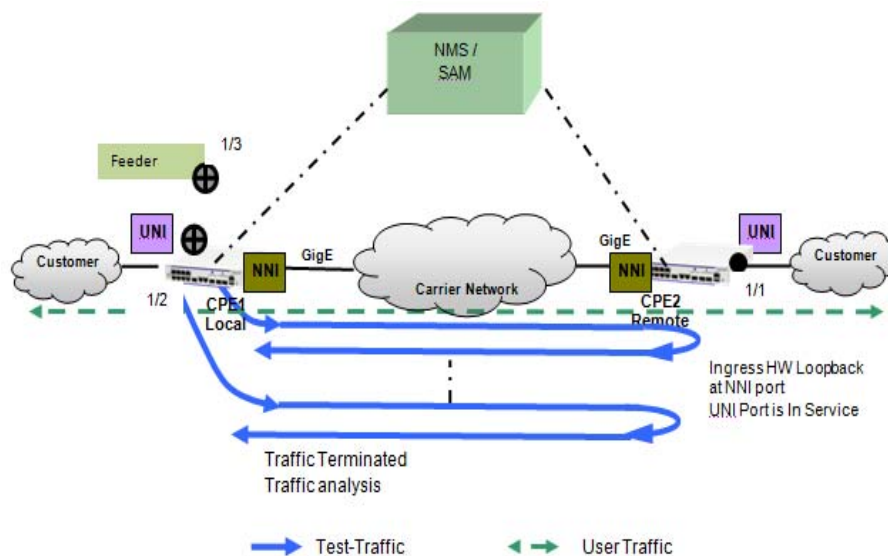 NMS /
SAM
1/3
Feeder
UNI
UNI
GigE
GigE
Customer
NNI
Carrier Network
NNI
Customer
1/2
CPE1
Local
CPE2
Remote
1/1
Ingress HW Loopback
at NNI port
UNI Port is In Service
Traffic Terminated
Traffic analysis
Test-Traffic
User Traffic